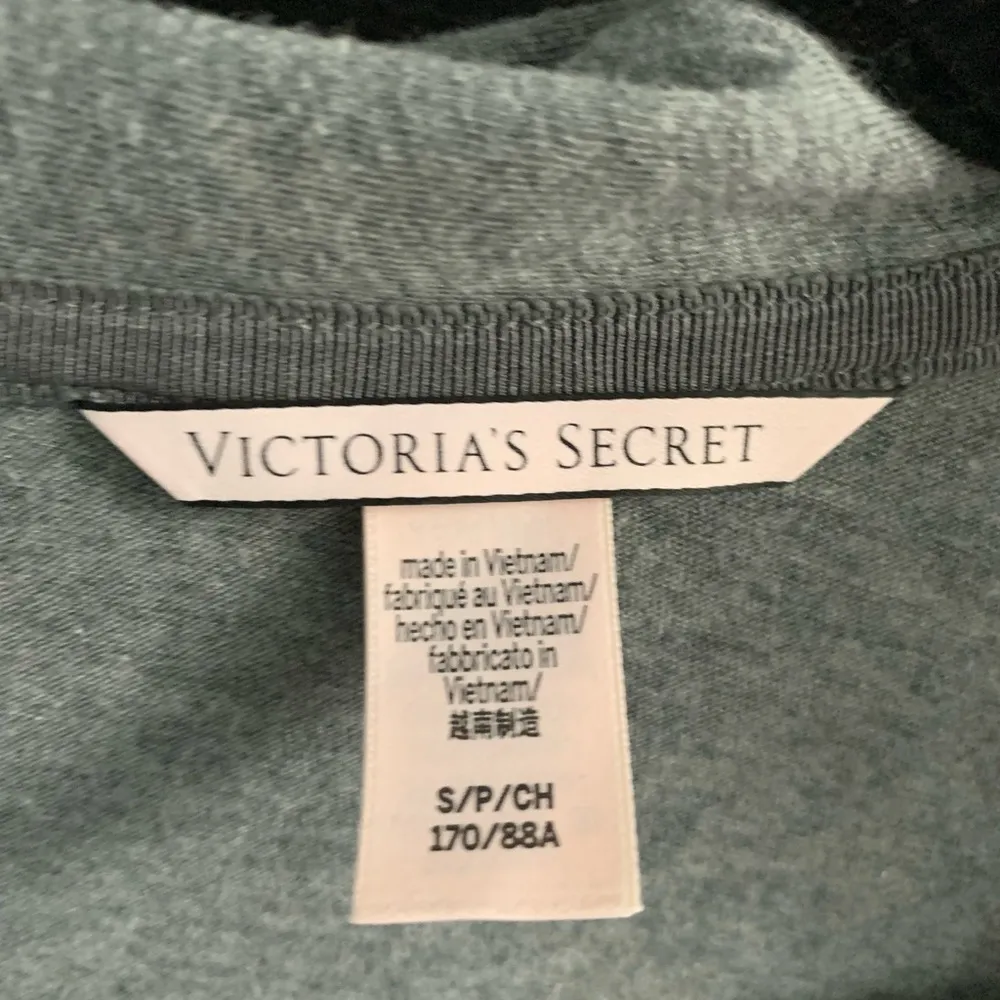 VICTORIA'S SECRET
made in Vietnam/
fabriqué au Vietnam/
hecho en Vietnam/
fabbricato in
Vietnam/
越南制造
S/P/CH
170/88A